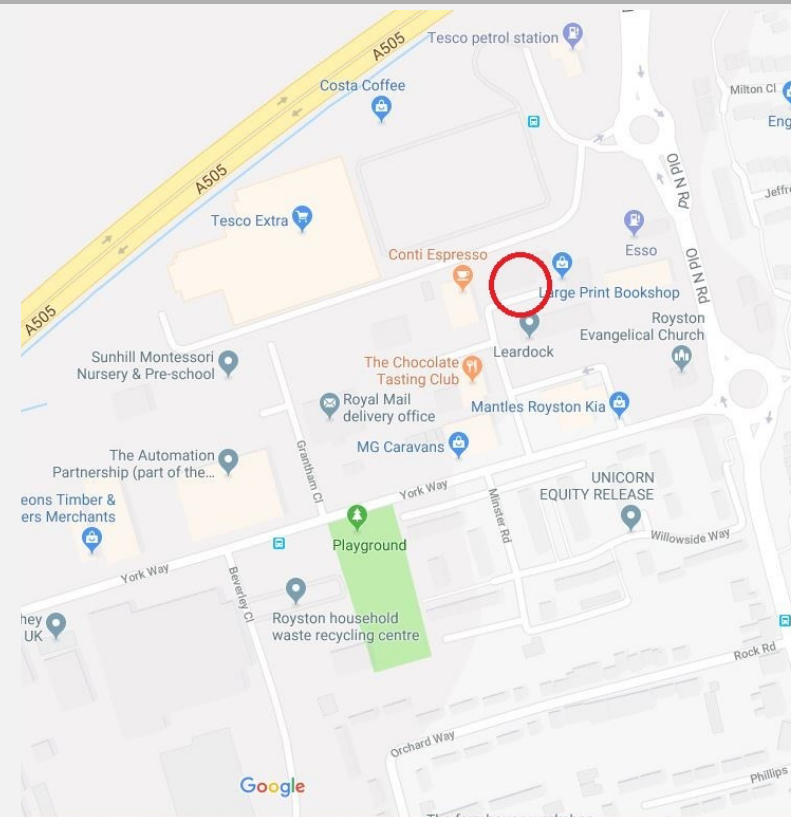 A505
Tesco petrol station
Costa Coffee
Milton Cl
Eng
Old N Rd
A505
Jeffre
Tesco Extra
Esso
Conti Espresso
Old N Rd
Large Print Bookshop
A505
Royston
Evangelical Church
Leardock
Sunhill Montessori
Nursery & Pre-school
The Chocolate
Tasting Club
Royal Mail
delivery office
Mantles Royston Kia
MG Caravans
Grantham Cl
The Automation
Partnership (part of the...
UNICORN
EQUITY RELEASE
York Way
eons Timber &
ers Merchants
Minster Rd
Willowside Way
Playground
York Way
Beverley Cl
Royston household
waste recycling centre
hey
UK
Rock Rd
Orchard Way
Phillips
Google